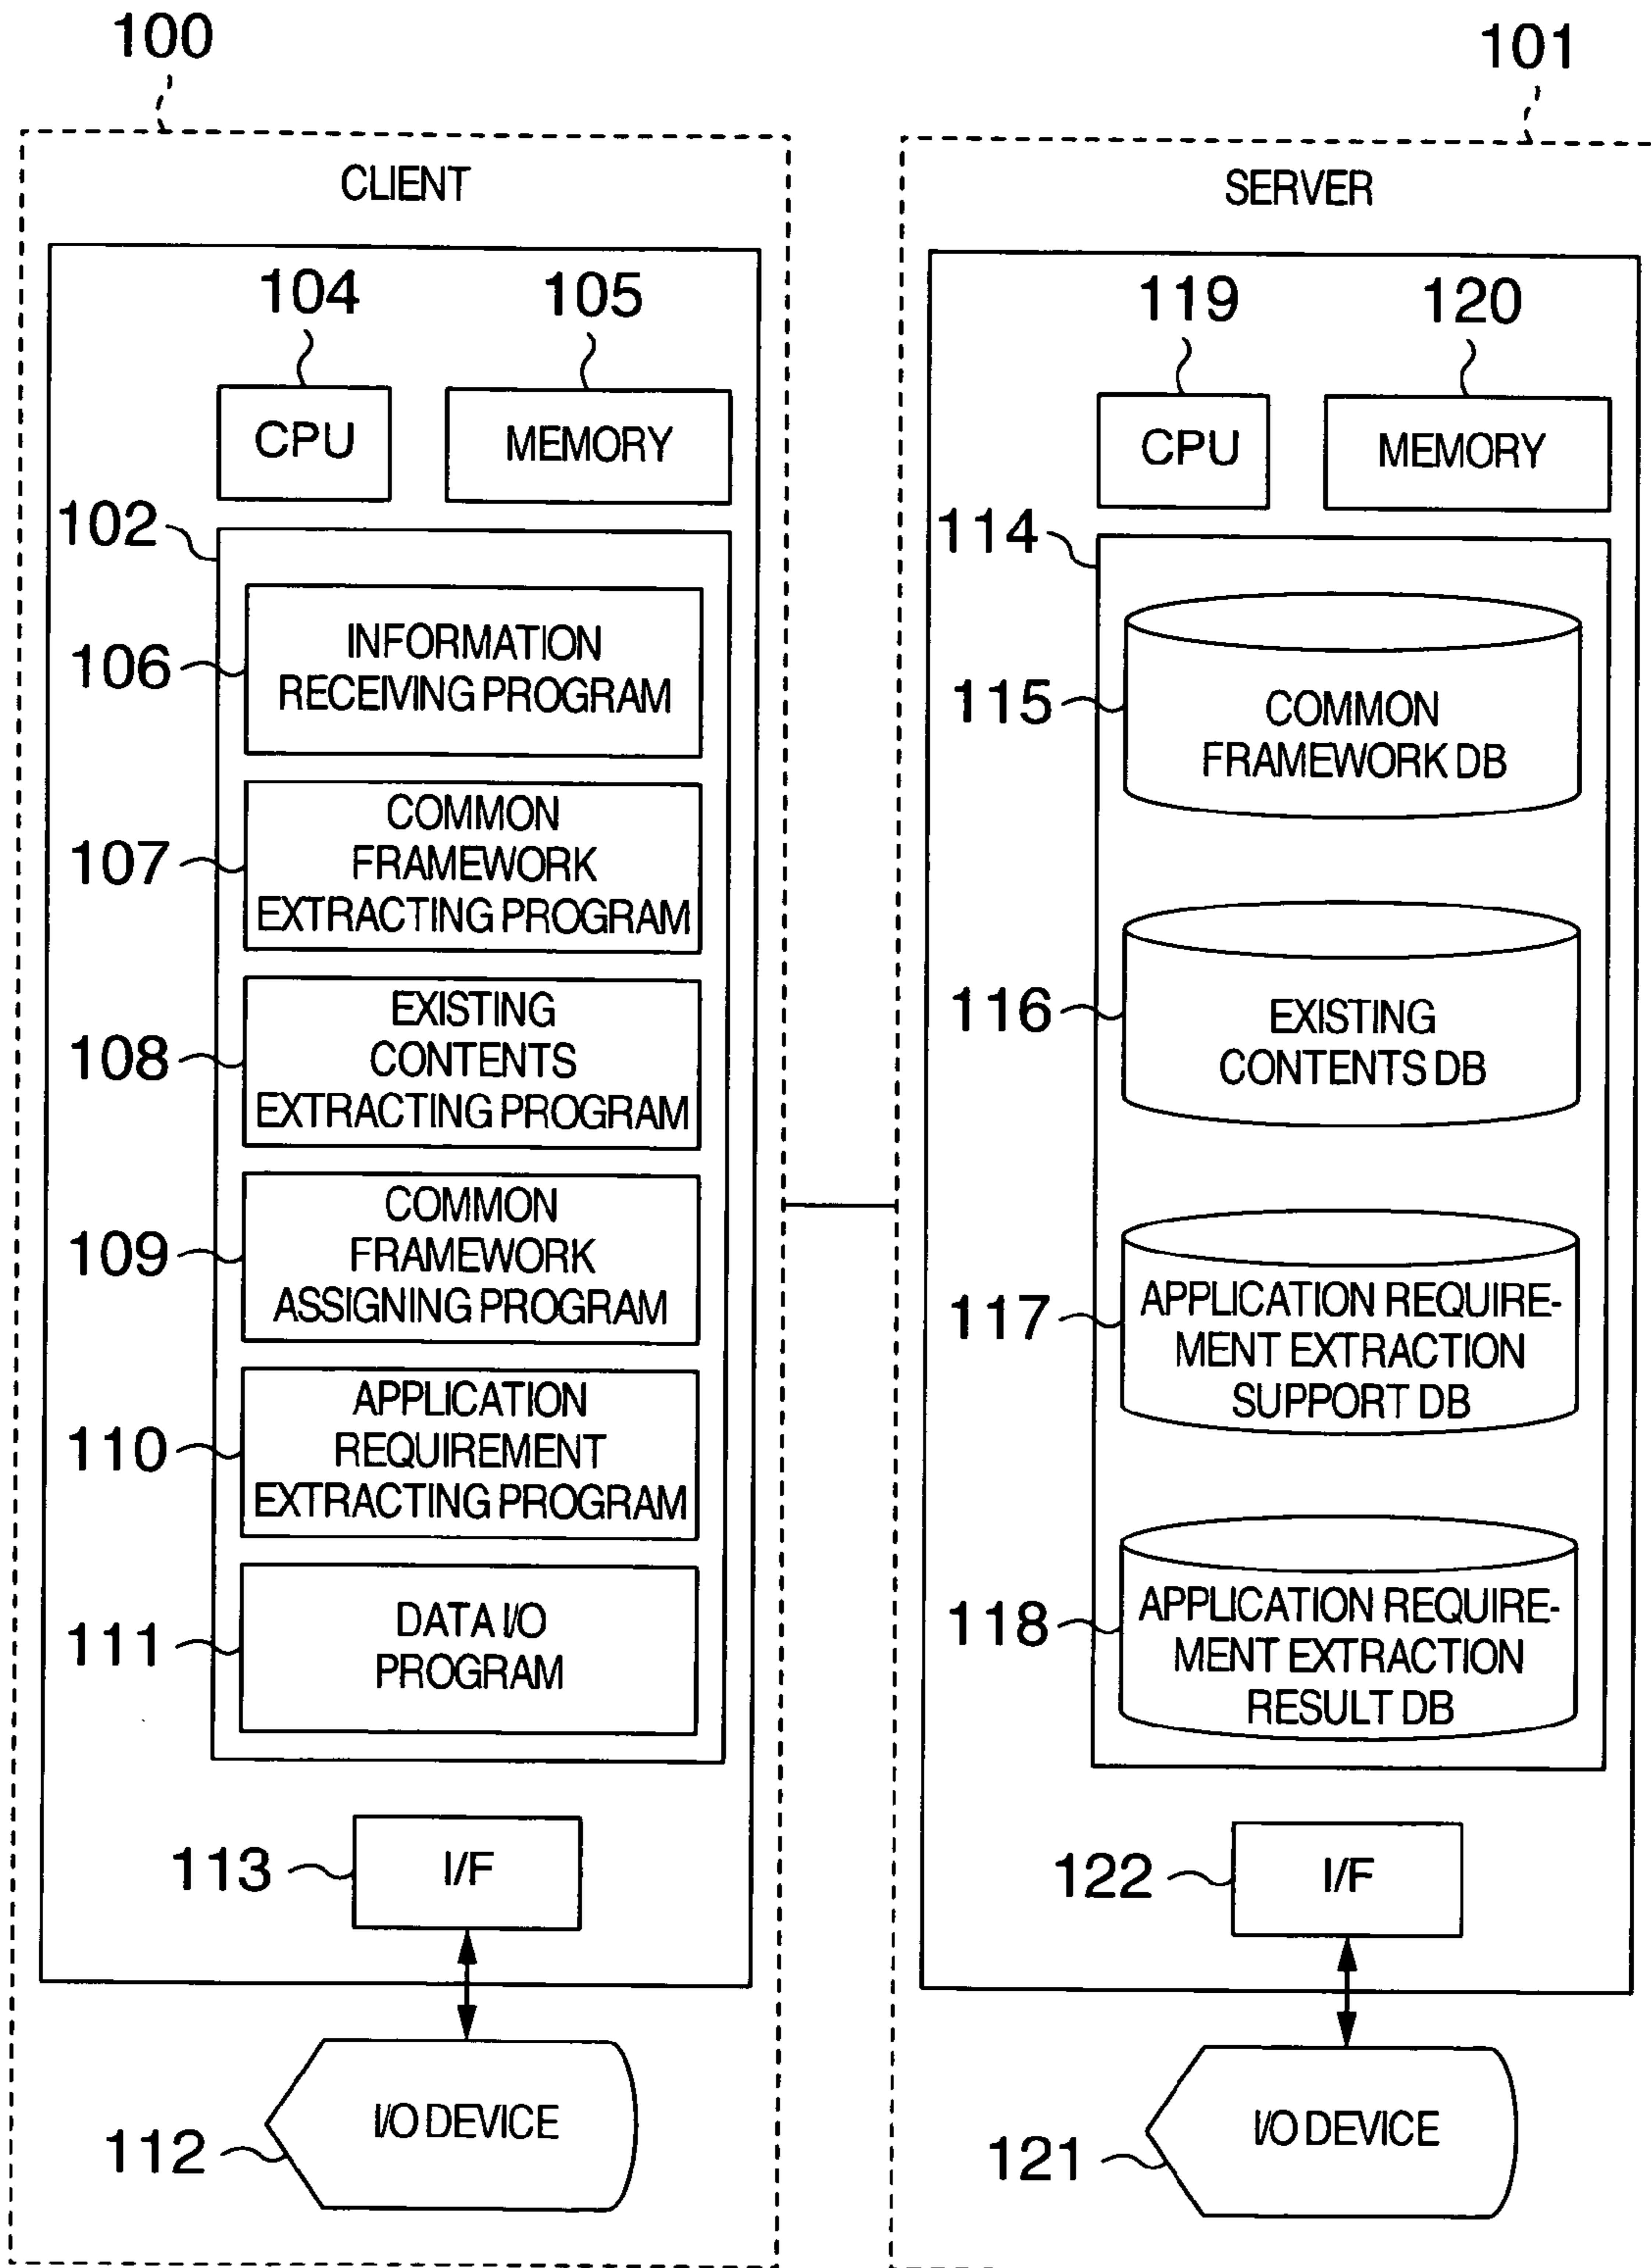 100
101
CLIENT
104
105
CPU
MEMORY
102
106
INFORMATION
RECEIVING PROGRAM
107
COMMON
FRAMEWORK
EXTRACTING PROGRAM
108
EXISTING
CONTENTS
EXTRACTING PROGRAM
109
COMMON
FRAMEWORK
ASSIGNING PROGRAM
110
APPLICATION
REQUIREMENT
EXTRACTING PROGRAM
111
DATA I/O
PROGRAM
113
I/F
112
I/O DEVICE
SERVER
119
120
CPU
MEMORY
114
115
COMMON
FRAMEWORK DB
116
EXISTING
CONTENTS DB
117
APPLICATION REQUIRE-
MENT EXTRACTION
SUPPORT DB
118
APPLICATION REQUIRE-
MENT EXTRACTION
RESULT DB
122
I/F
121
I/O DEVICE